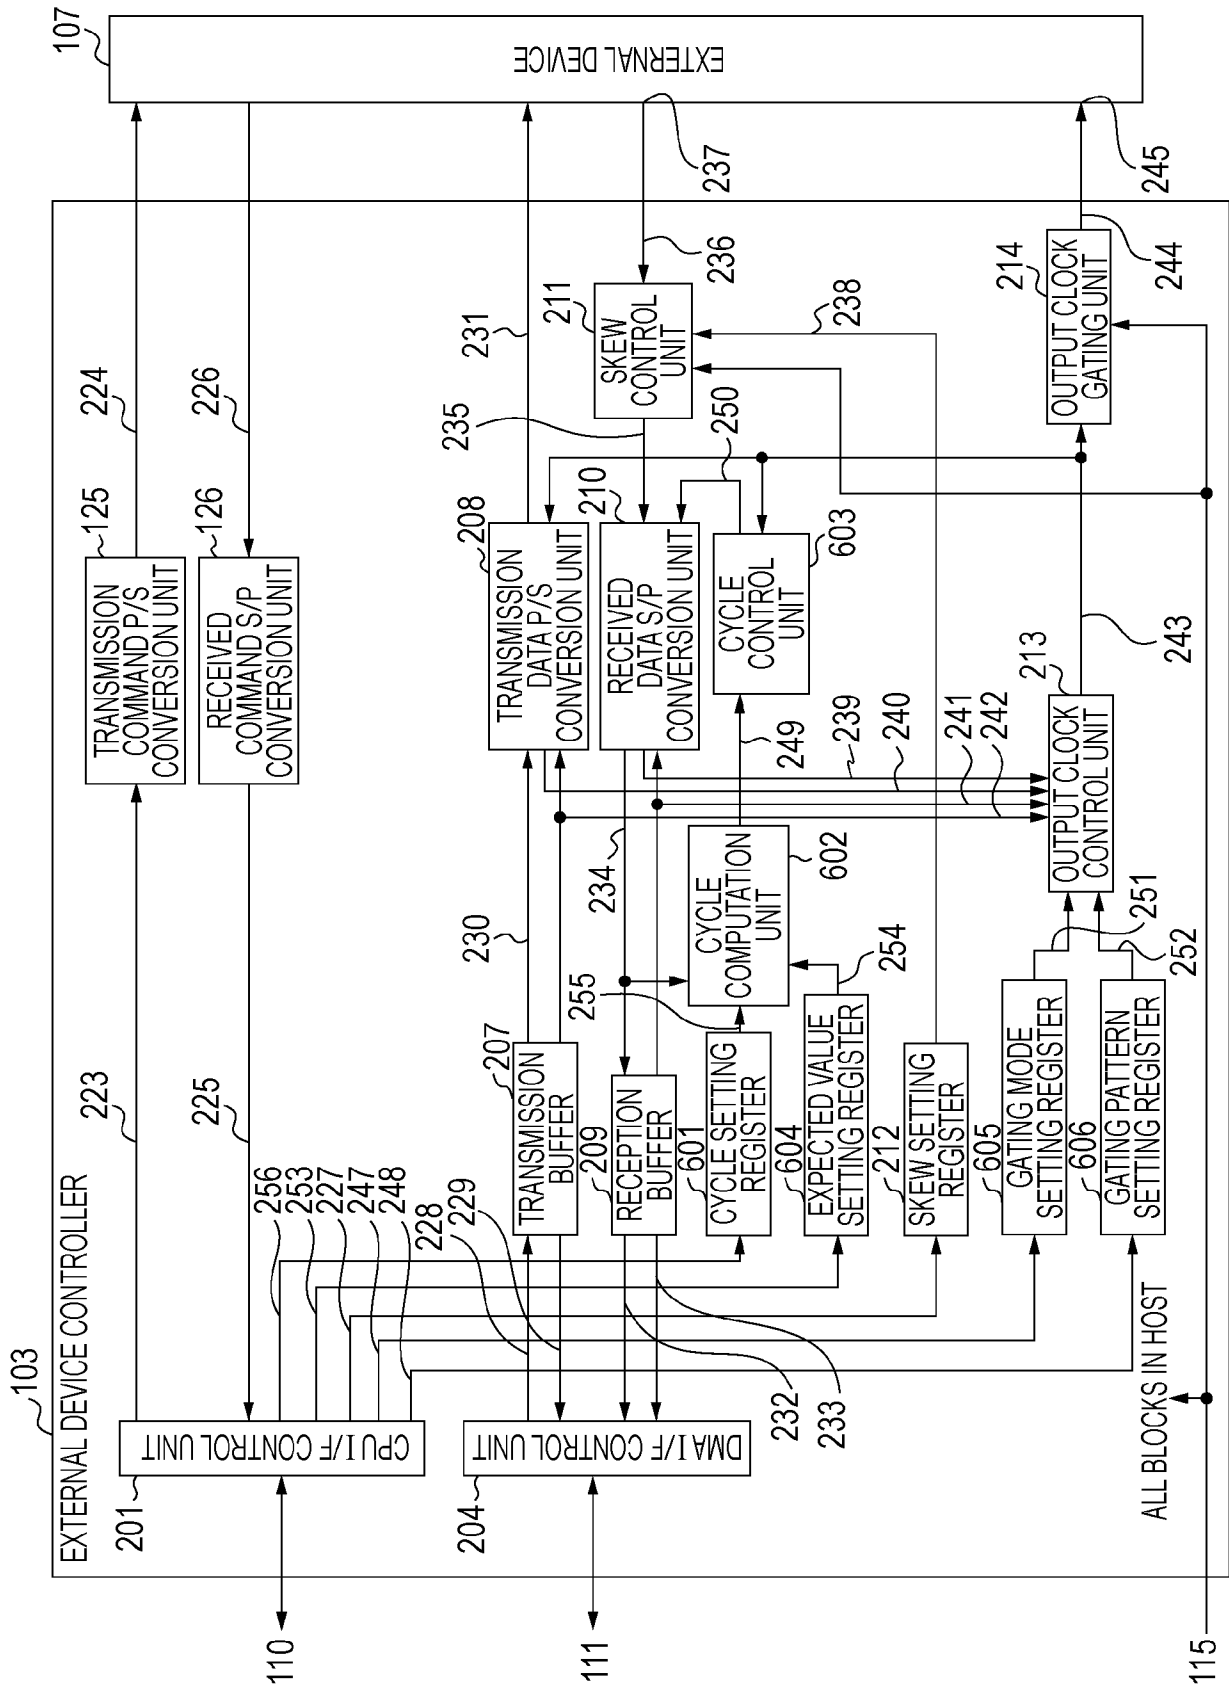 103
EXTERNAL DEVICE CONTROLLER
107
EXTERNAL DEVICE
201
CPU I/F CONTROL UNIT
110
223
125
TRANSMISSION
COMMAND P/S
CONVERSION UNIT
224
225
126
RECEIVED
COMMAND S/P
CONVERSION UNIT
226
256
253
227
247
248
228
229
204
DMA I/F CONTROL UNIT
111
232
233
207
TRANSMISSION
BUFFER
230
208
TRANSMISSION
DATA P/S
CONVERSION UNIT
231
209
RECEPTION
BUFFER
234
210
RECEIVED
DATA S/P
CONVERSION UNIT
235
211
SKEW
CONTROL
UNIT
236
237
601
CYCLE SETTING
REGISTER
255
CYCLE
COMPUTATION
UNIT
602
249
CYCLE
CONTROL
UNIT
603
250
238
604
EXPECTED VALUE
SETTING REGISTER
254
239
240
241
242
212
SKEW SETTING
REGISTER
605
GATING MODE
SETTING REGISTER
251
606
GATING PATTERN
SETTING REGISTER
252
213
OUTPUT CLOCK
CONTROL UNIT
243
214
OUTPUT CLOCK
GATING UNIT
244
245
ALL BLOCKS IN HOST
115